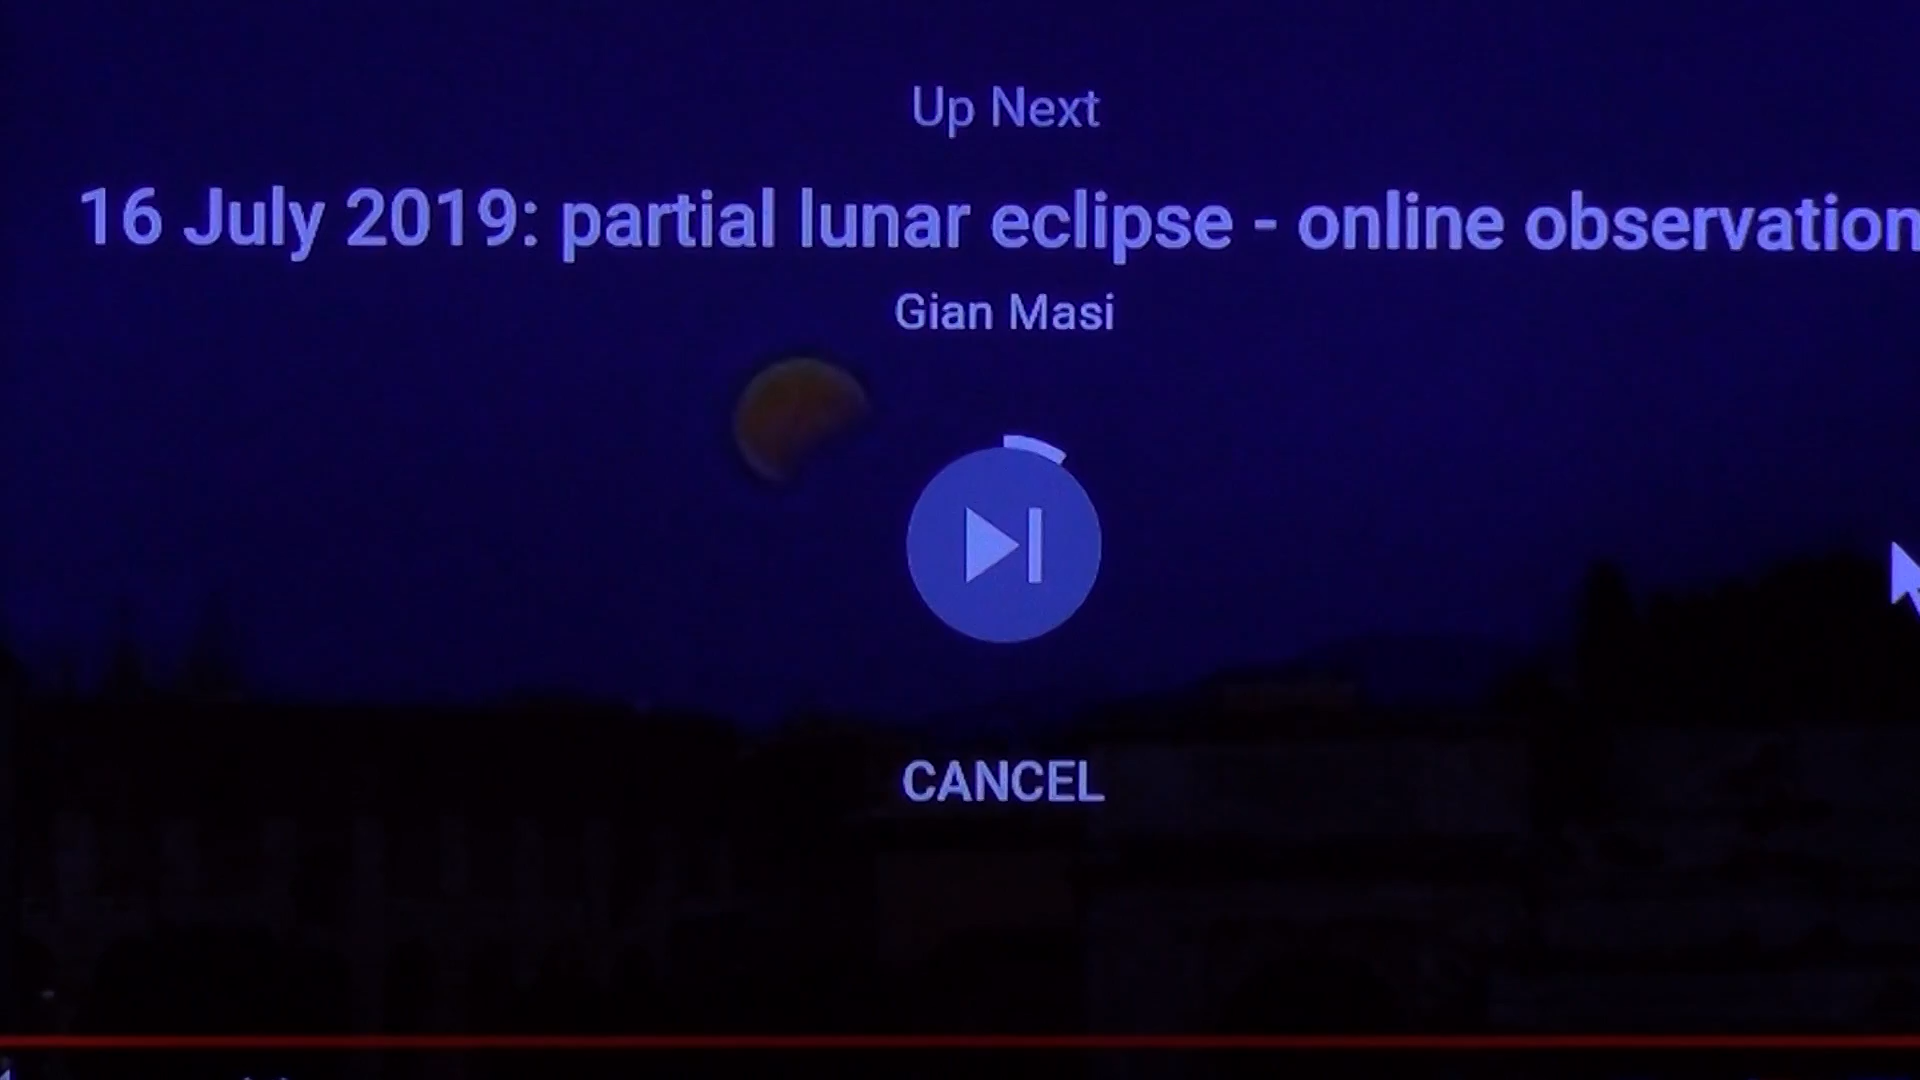 Up Next
16 July 2019: partial lunar eclipse - online observation
Gian Masi
CANCEL